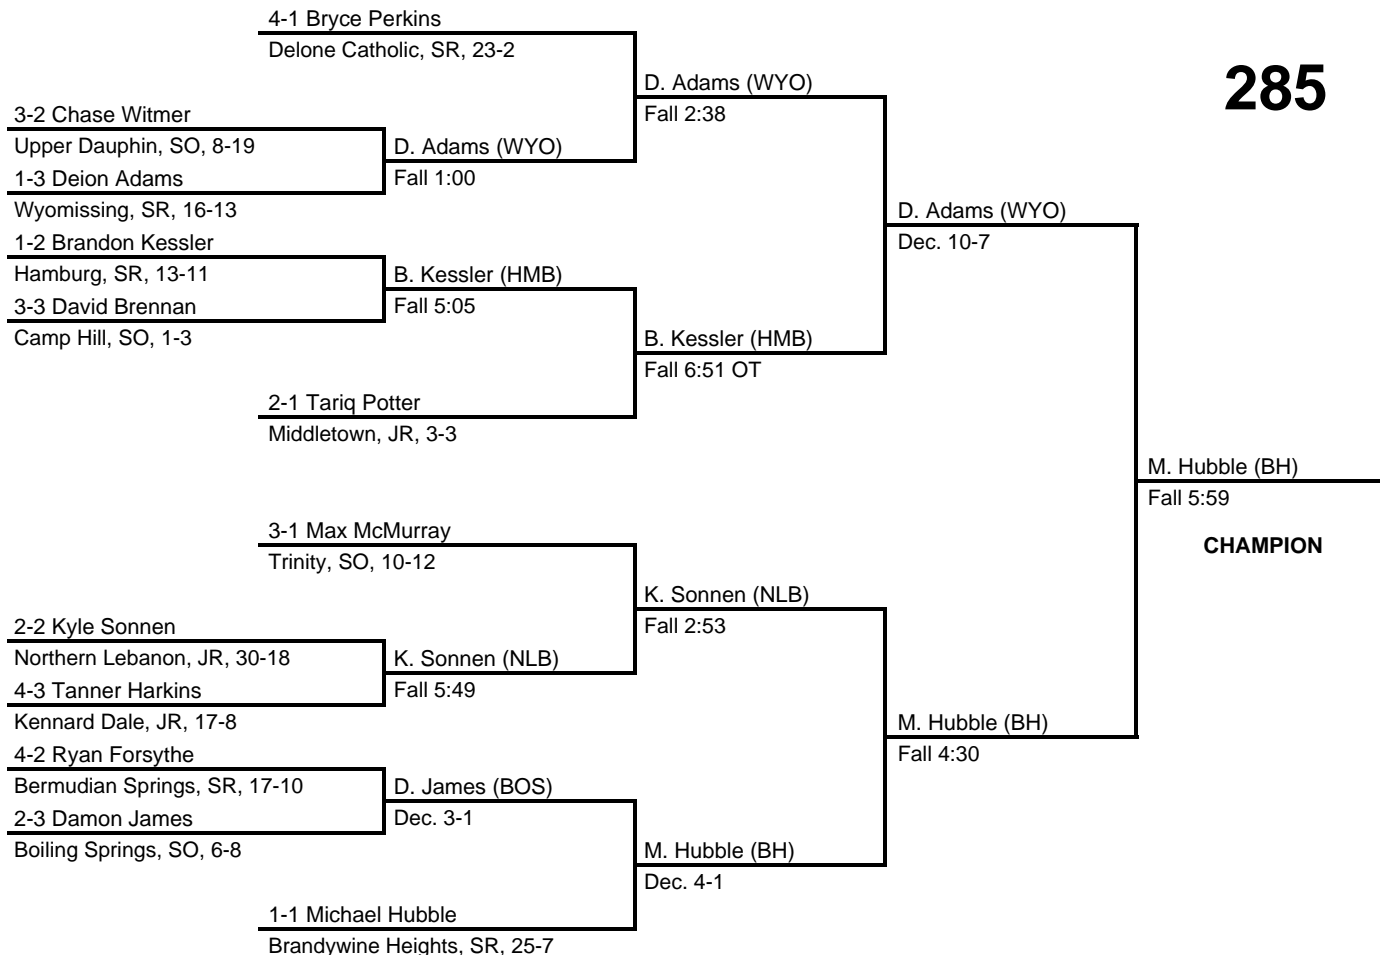 4-1 Bryce Perkins
Delone Catholic, SR, 23-2
285
D. Adams (WYO)
Fall 2:38
3-2 Chase Witmer
Upper Dauphin, SO, 8-19
D. Adams (WYO)
Fall 1:00
1-3 Deion Adams
Wyomissing, SR, 16-13
D. Adams (WYO)
Dec. 10-7
1-2 Brandon Kessler
Hamburg, SR, 13-11
B. Kessler (HMB)
Fall 5:05
3-3 David Brennan
Camp Hill, SO, 1-3
B. Kessler (HMB)
Fall 6:51 OT
2-1 Tariq Potter
Middletown, JR, 3-3
M. Hubble (BH)
Fall 5:59
CHAMPION
3-1 Max McMurray
Trinity, SO, 10-12
K. Sonnen (NLB)
Fall 2:53
2-2 Kyle Sonnen
Northern Lebanon, JR, 30-18
K. Sonnen (NLB)
Fall 5:49
4-3 Tanner Harkins
Kennard Dale, JR, 17-8
M. Hubble (BH)
Fall 4:30
4-2 Ryan Forsythe
Bermudian Springs, SR, 17-10
D. James (BOS)
Dec. 3-1
2-3 Damon James
Boiling Springs, SO, 6-8
M. Hubble (BH)
Dec. 4-1
1-1 Michael Hubble
Brandywine Heights, SR, 25-7